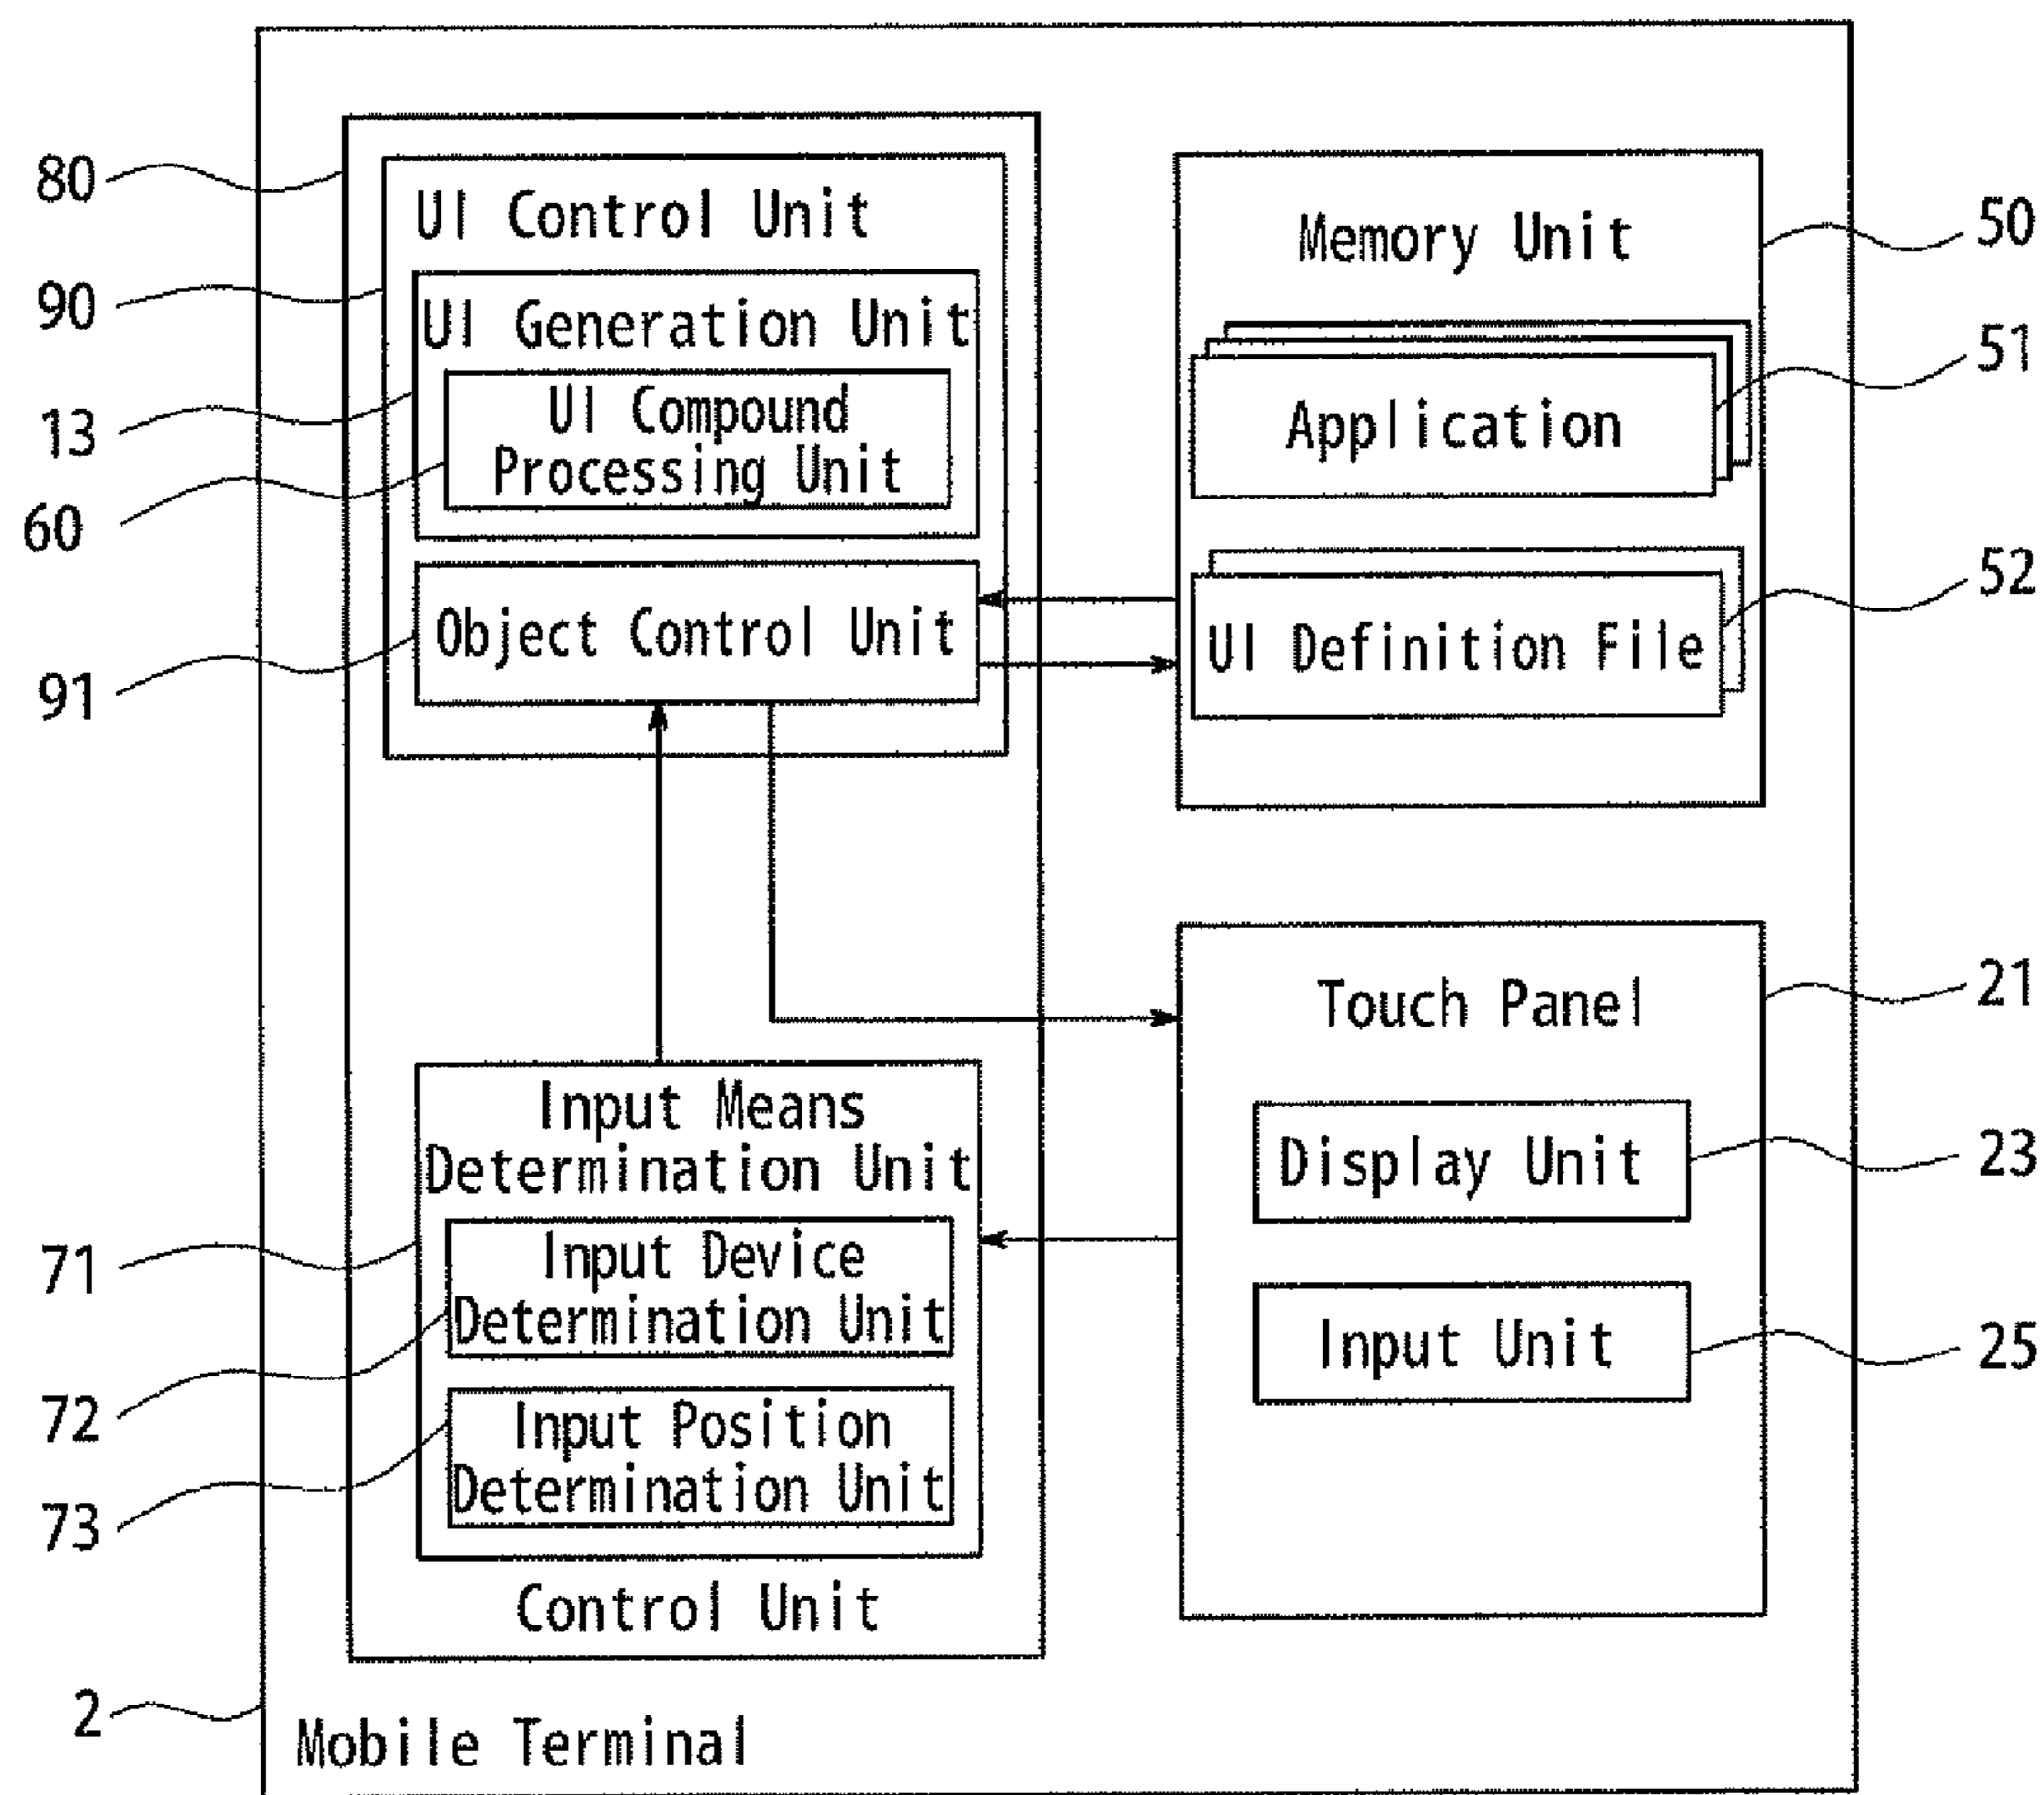 80
UI Control Unit
90
UI Generation Unit
13
UI Compound
Processing Unit
60
Object Control Unit
91
Memory Unit
50
Application
51
UI Definition File
52
Input Means
Determination Unit
71
Input Device
Determination Unit
72
Input Position
Determination Unit
73
Control Unit
Touch Panel
21
Display Unit
23
Input Unit
25
2
Mobile Terminal